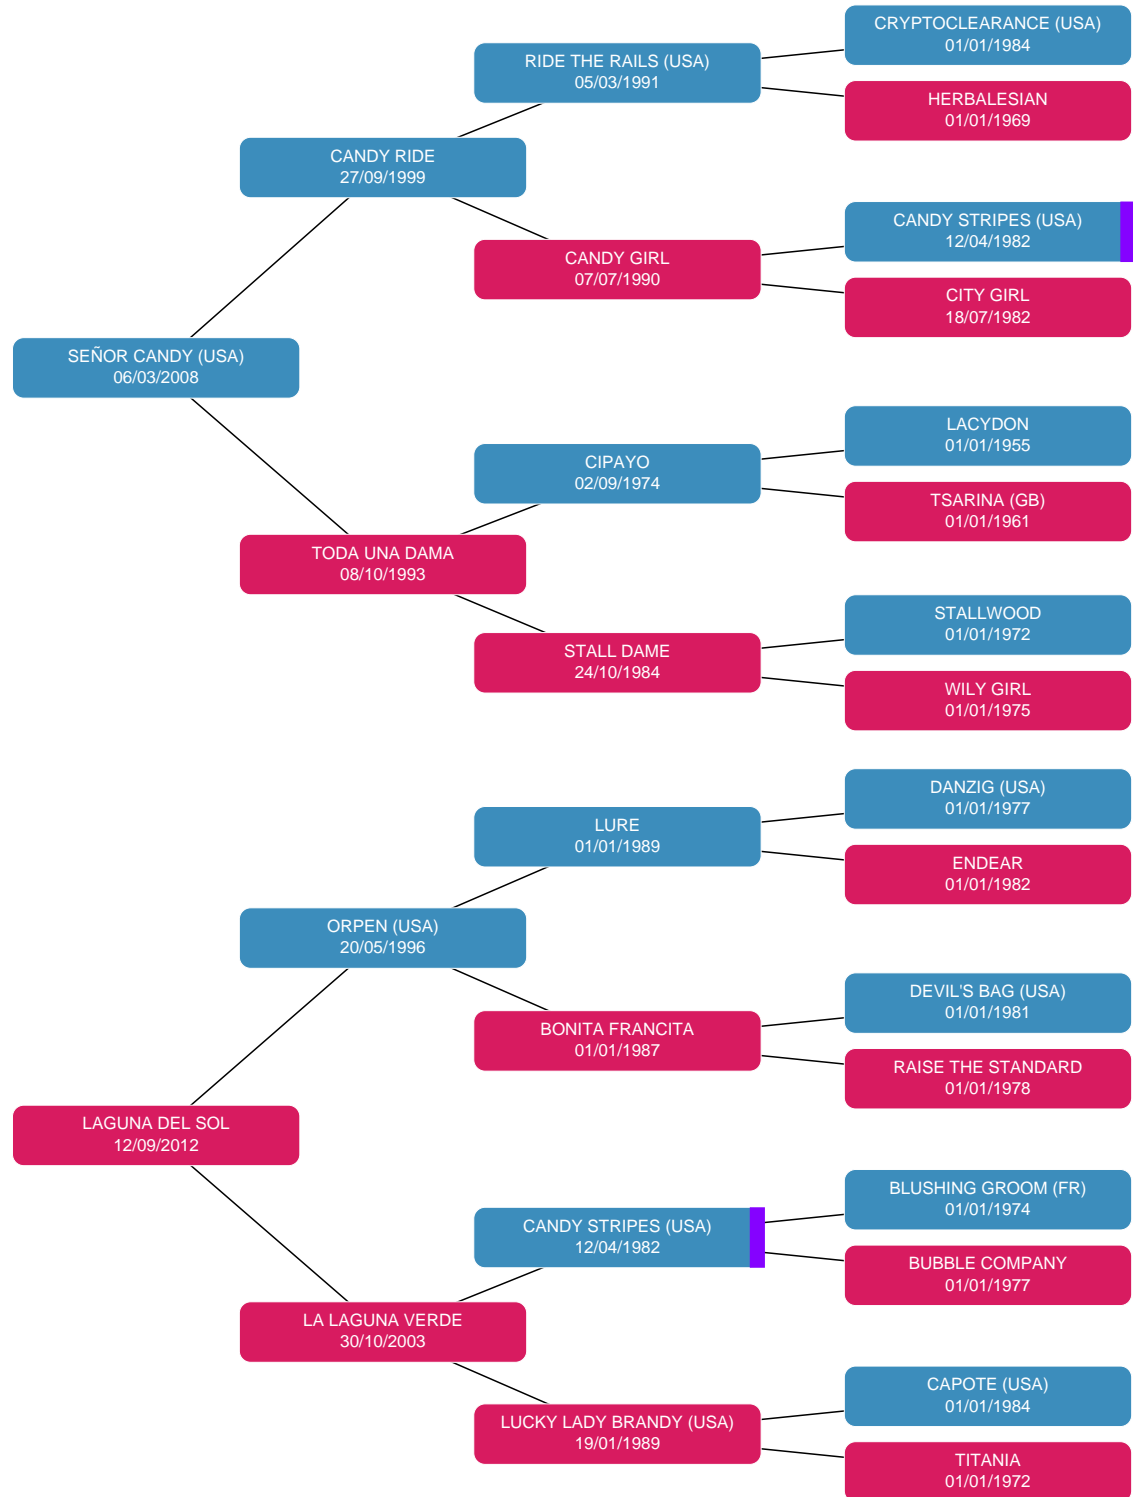 CRYPTOCLEARANCE (USA)
01/01/1984
RIDE THE RAILS (USA)
05/03/1991
HERBALESIAN
01/01/1969
CANDY RIDE
27/09/1999
CANDY STRIPES (USA)
12/04/1982
CANDY GIRL
07/07/1990
CITY GIRL
18/07/1982
SEÑOR CANDY (USA)
06/03/2008
LACYDON
01/01/1955
CIPAYO
02/09/1974
TSARINA (GB)
01/01/1961
TODA UNA DAMA
08/10/1993
STALLWOOD
01/01/1972
STALL DAME
24/10/1984
WILY GIRL
01/01/1975
DANZIG (USA)
01/01/1977
LURE
01/01/1989
ENDEAR
01/01/1982
ORPEN (USA)
20/05/1996
DEVIL'S BAG (USA)
01/01/1981
BONITA FRANCITA
01/01/1987
RAISE THE STANDARD
01/01/1978
LAGUNA DEL SOL
12/09/2012
BLUSHING GROOM (FR)
01/01/1974
CANDY STRIPES (USA)
12/04/1982
BUBBLE COMPANY
01/01/1977
LA LAGUNA VERDE
30/10/2003
CAPOTE (USA)
01/01/1984
LUCKY LADY BRANDY (USA)
19/01/1989
TITANIA
01/01/1972